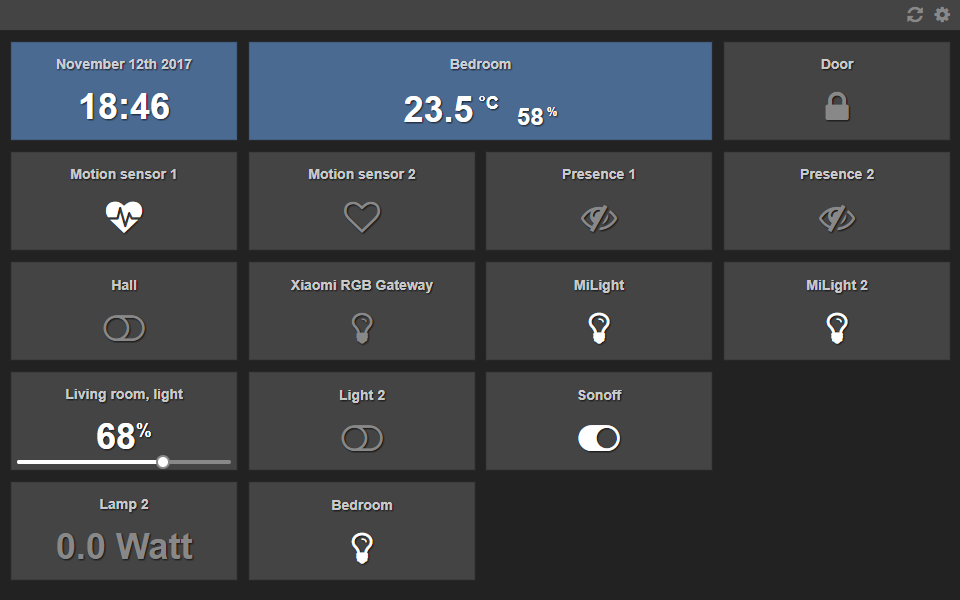 November 12th 2017
18:46
Bedroom
23.5 °C 58 %
Door
Motion sensor 1
Motion sensor 2
Presence 1
Presence 2
Hall
Xiaomi RGB Gateway
MiLight
MiLight 2
Living room, light
68%
Light 2
Sonoff
Lamp 2
0.0 Watt
Bedroom